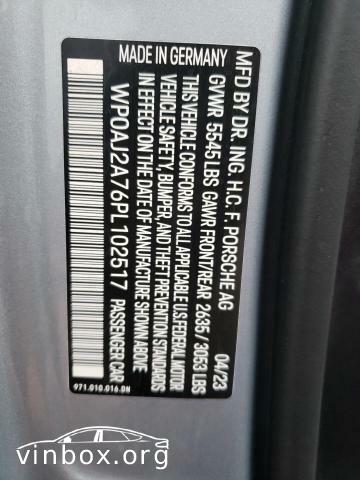 MFD BY DR. ING. H.C. F. PORSCHE AG
GVWR 5545 LBS GAWR FRONT/REAR 2635 / 3053 LBS
04/23
THIS VEHICLE CONFORMS TO ALL APPLICABLE U.S. FEDERAL MOTOR
VEHICLE SAFETY, BUMPER, AND THEFT PREVENTION STANDARDS
IN EFFECT ON THE DATE OF MANUFACTURE SHOWN ABOVE
WP0AJ2A76PL102517 PASSENGER CAR
MADE IN GERMANY
971.010.016.DN
vinbox.org